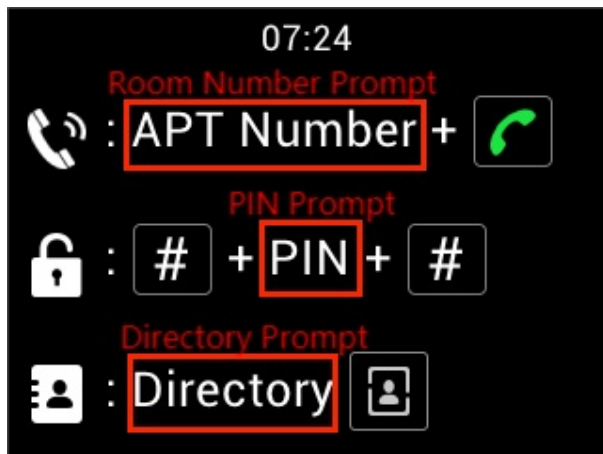 07:24
Room Number Prompt
: APT Number +
PIN Prompt
: # + PIN + #
Directory Prompt
: Directory